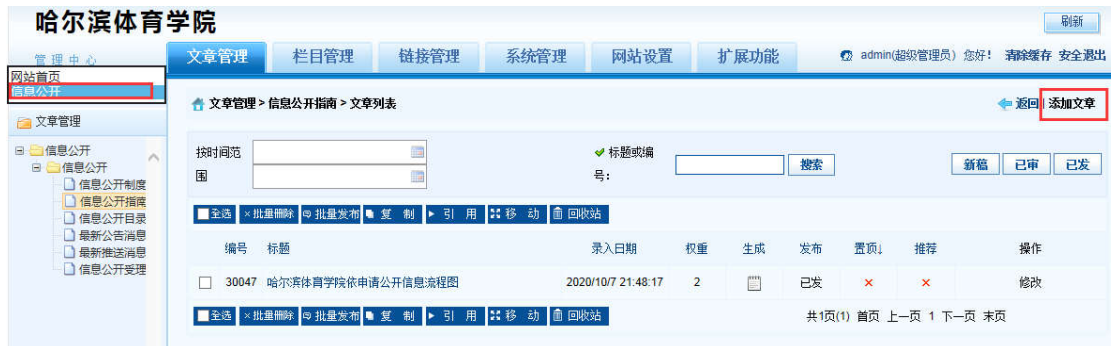 哈尔滨体育学院
刷新
管理中心
文章管理 栏目管理 链接管理 系统管理 网站设置 扩展功能
admin(超级管理员) 您好! 清除缓存 安全退出
网站首页
信息公开
文章管理
文章管理 > 信息公开指南 > 文章列表
返回| 添加文章
信息公开
信息公开
信息公开制度
信息公开指南
信息公开目录
最新公告消息
最新推送消息
信息公开受理
按时间范围
标题或编号:
搜索
新稿 已审 已发
全选 ×批量删除 批量发布 复 制 引 用 移 动 回收站
编号 标题 录入日期 权重 生成 发布 置顶↓ 推荐 操作
30047 哈尔滨体育学院依申请公开信息流程图 2020/10/7 21:48:17 2 已发 × × 修改
全选 ×批量删除 批量发布 复 制 引 用 移 动 回收站
共1页(1) 首页 上一页 1 下一页 末页